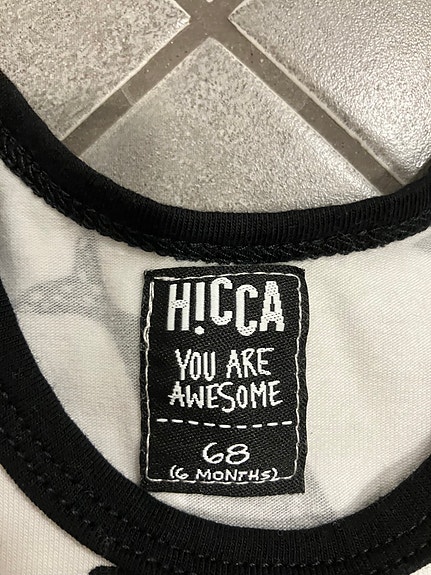 H!CCA
YOU ARE
AWESOME
68
(6 MONTHS)